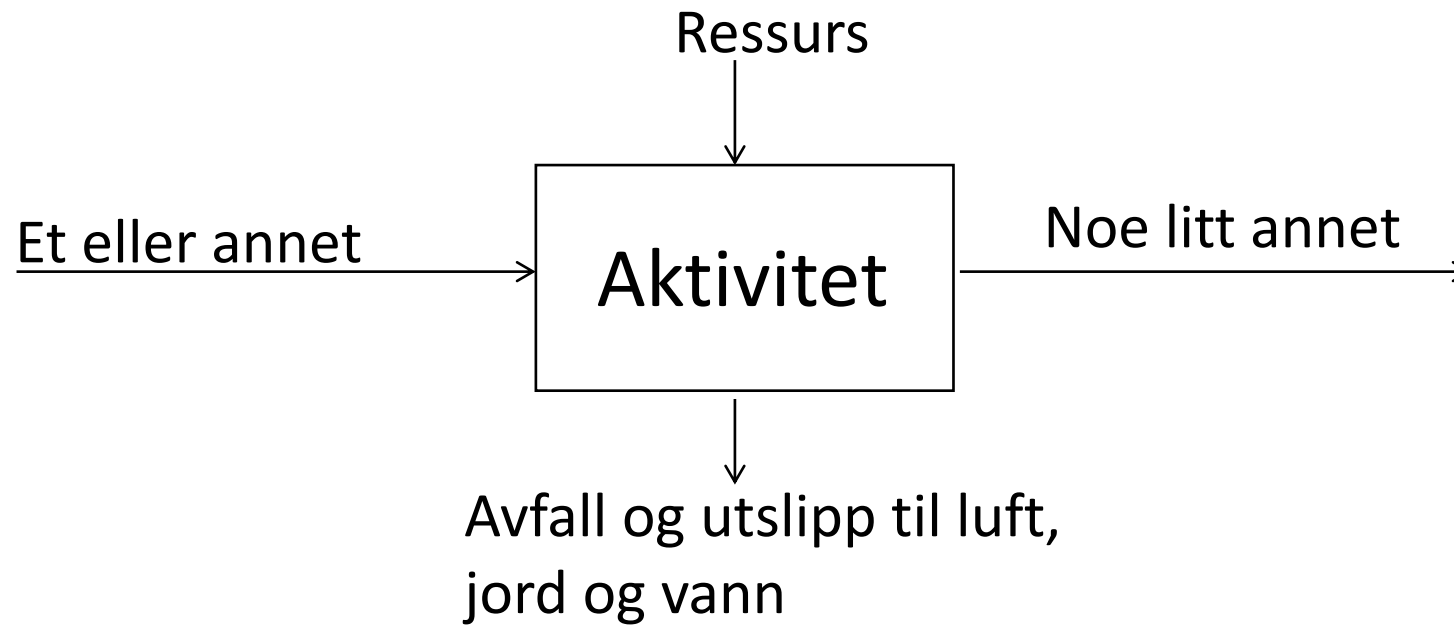 Ressurs
Et eller annet
Aktivitet
Noe litt annet
Avfall og utslipp til luft,
jord og vann